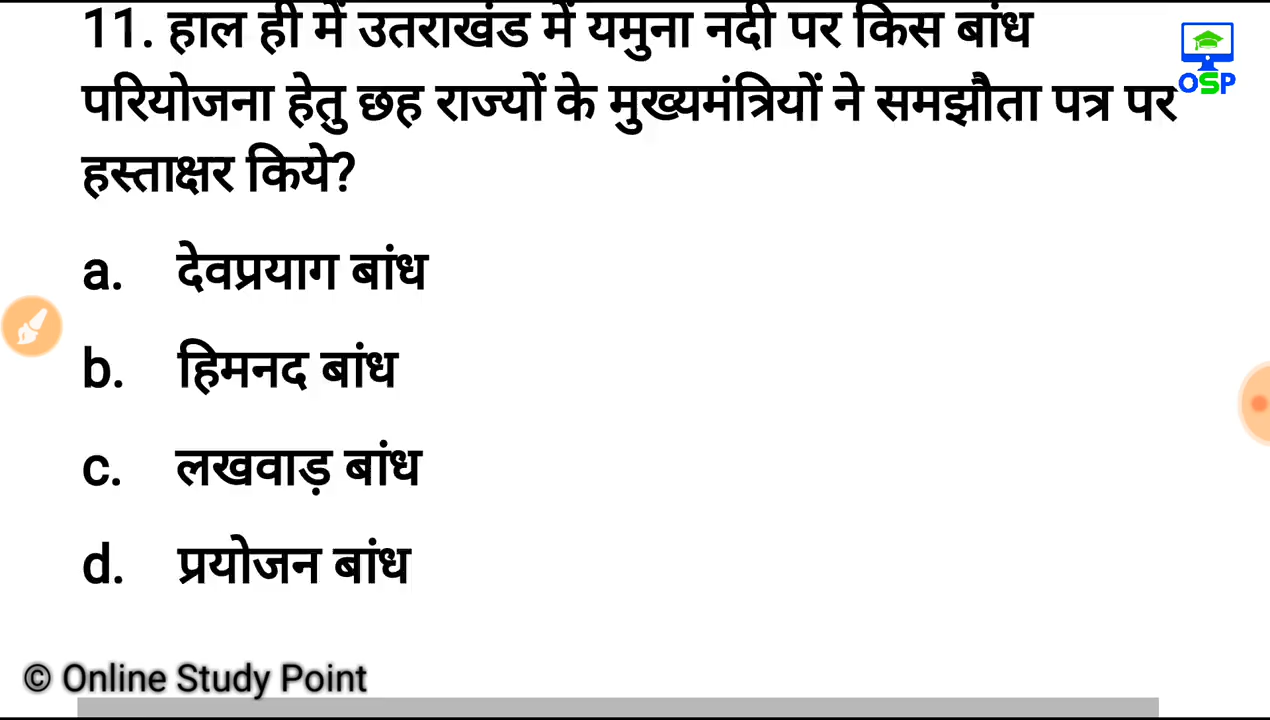 11. हाल ही में उतराखंड में यमुना नदी पर किस बांध
OSP
परियोजना हेतु छह राज्यों के मुख्यमंत्रियों ने समझौता पत्र पर
हस्ताक्षर किये?
a. देवप्रयाग बांध
b. हिमनद बांध
c. लखवाड़ बांध
d. प्रयोजन बांध
© Online Study Point